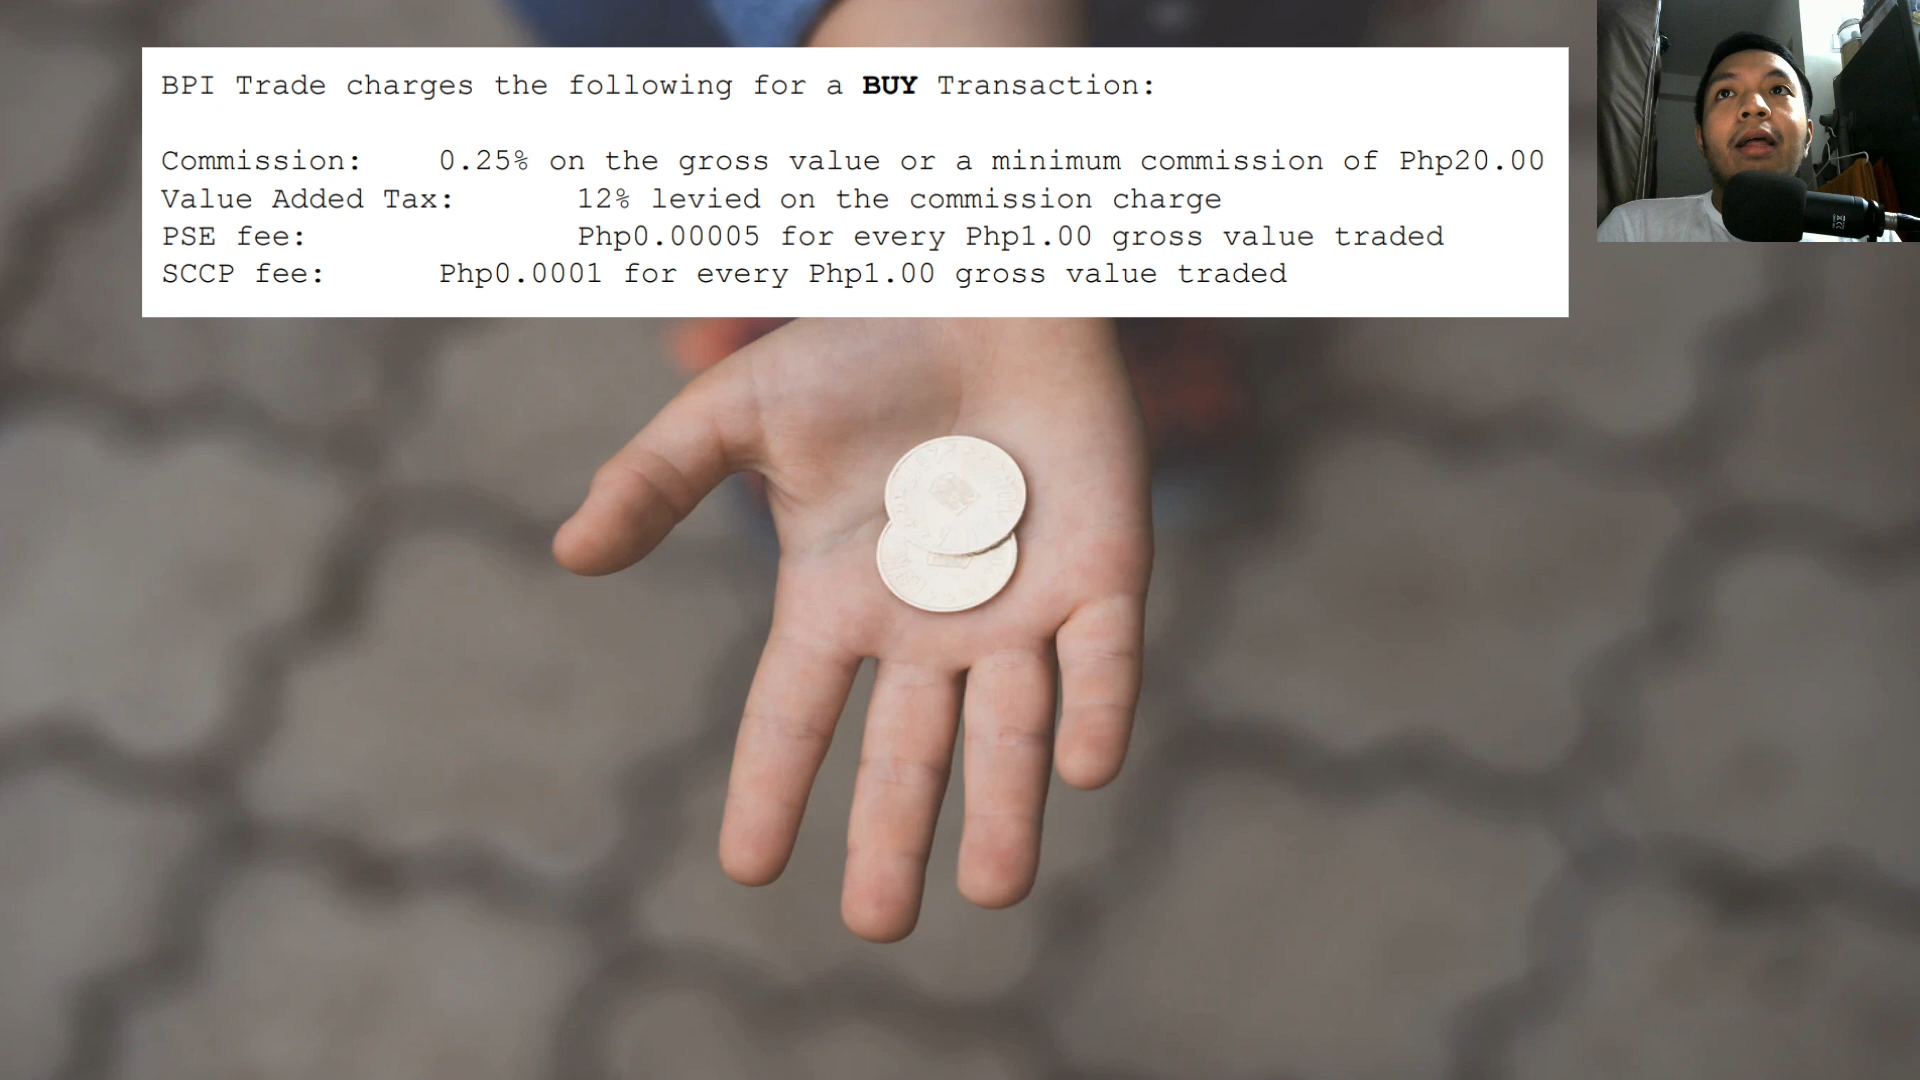 BPI Trade charges the following for a BUY Transaction:
Commission: 0.25% on the gross value or a minimum commission of Php20.00
Value Added Tax: 12% levied on the commission charge
PSE fee: Php0.00005 for every Php1.00 gross value traded
SCCP fee: Php0.0001 for every Php1.00 gross value traded